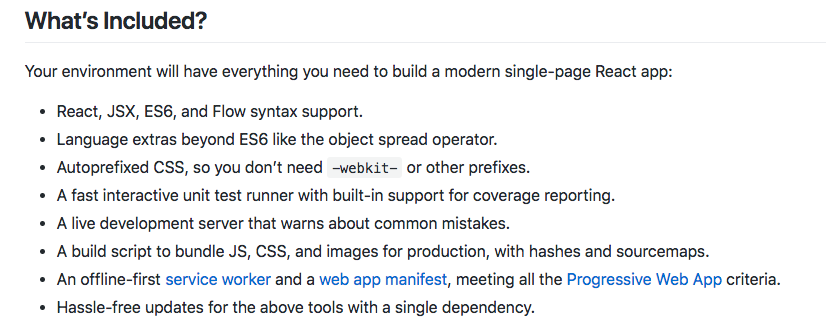 What’s Included?
Your environment will have everything you need to build a modern single-page React app:
• React, JSX, ES6, and Flow syntax support.
• Language extras beyond ES6 like the object spread operator.
• Autoprefixed CSS, so you don’t need -webkit- or other prefixes.
• A fast interactive unit test runner with built-in support for coverage reporting.
• A live development server that warns about common mistakes.
• A build script to bundle JS, CSS, and images for production, with hashes and sourcemaps.
• An offline-first service worker and a web app manifest, meeting all the Progressive Web App criteria.
• Hassle-free updates for the above tools with a single dependency.